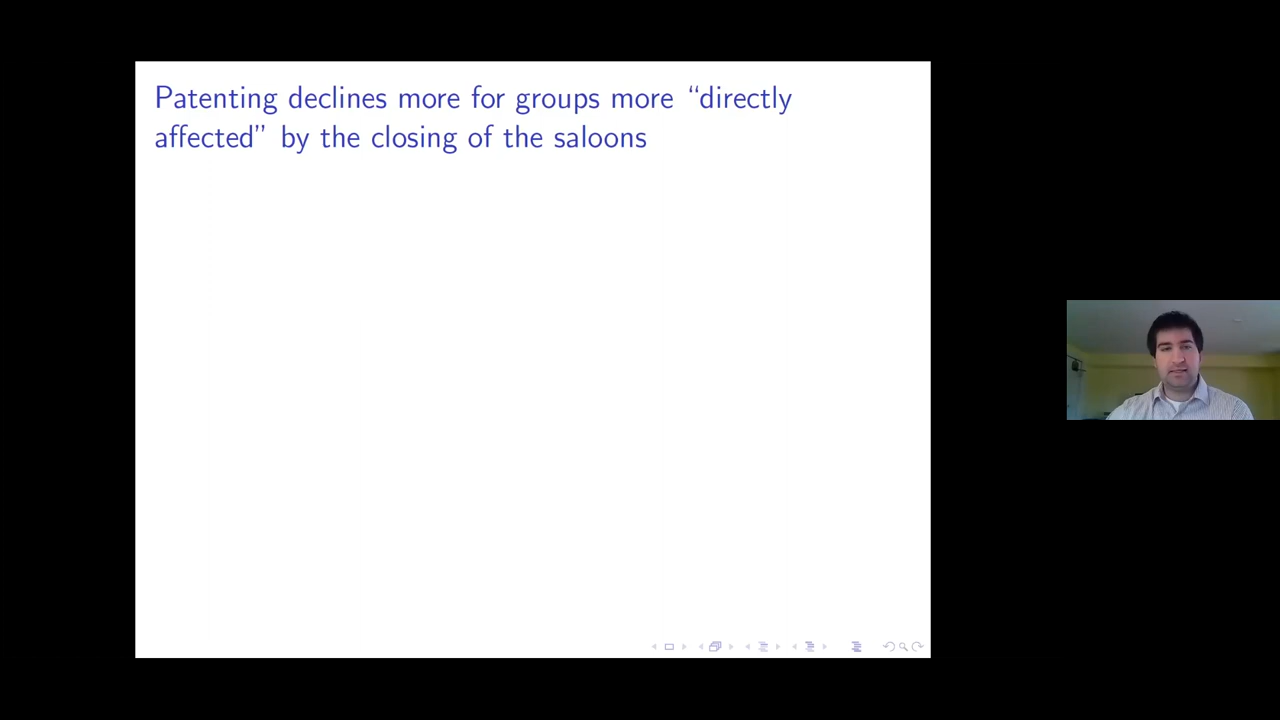 Patenting declines more for groups more “directly
affected” by the closing of the saloons